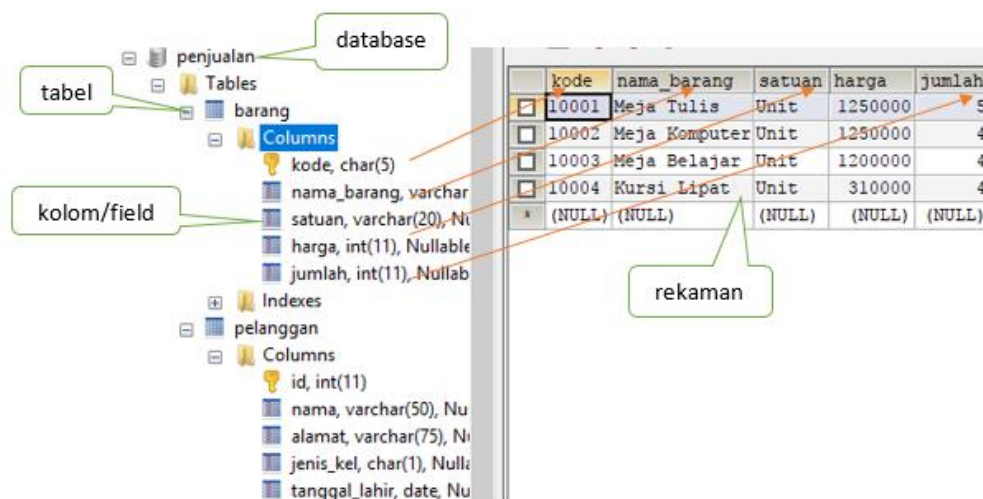 database
penjualan
Tables
tabel
barang
Columns
kode, char(5)
nama_barang, varchar
kolom/field
satuan, varchar(20), Nu
harga, int(11), Nullable
jumlah, int(11), Nullab
Indexes
pelanggan
Columns
id, int(11)
nama, varchar(50), Nu
alamat, varchar(75), Nu
jenis_kel, char(1), Nulla
tanggal_lahir, date, Nu
kode nama_barang satuan harga jumlah
10001 Meja Tulis Unit 1250000 5
10002 Meja Komputer Unit 1250000 4
10003 Meja Belajar Unit 1200000 4
10004 Kursi Lipat Unit 310000 4
* (NULL) (NULL) (NULL) (NULL) (NULL)
rekaman